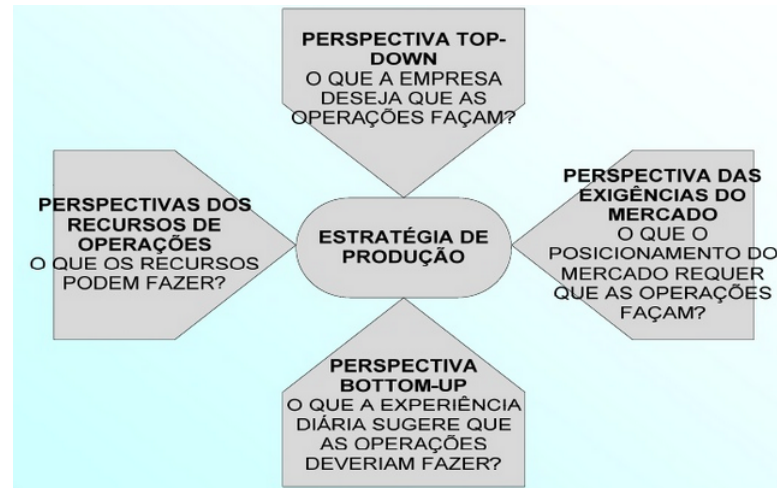 PERSPECTIVA TOP-
DOWN
O QUE A EMPRESA
DESEJA QUE AS
OPERAÇÕES FAÇAM?
PERSPECTIVAS DOS
RECURSOS DE
OPERAÇÕES
O QUE OS RECURSOS
PODEM FAZER?
ESTRATÉGIA DE
PRODUÇÃO
PERSPECTIVA DAS
EXIGÊNCIAS DO
MERCADO
O QUE O
POSICIONAMENTO DO
MERCADO REQUER
QUE AS OPERAÇÕES
FAÇAM?
PERSPECTIVA
BOTTOM-UP
O QUE A EXPERIÊNCIA
DIÁRIA SUGERE QUE
AS OPERAÇÕES
DEVERIAM FAZER?